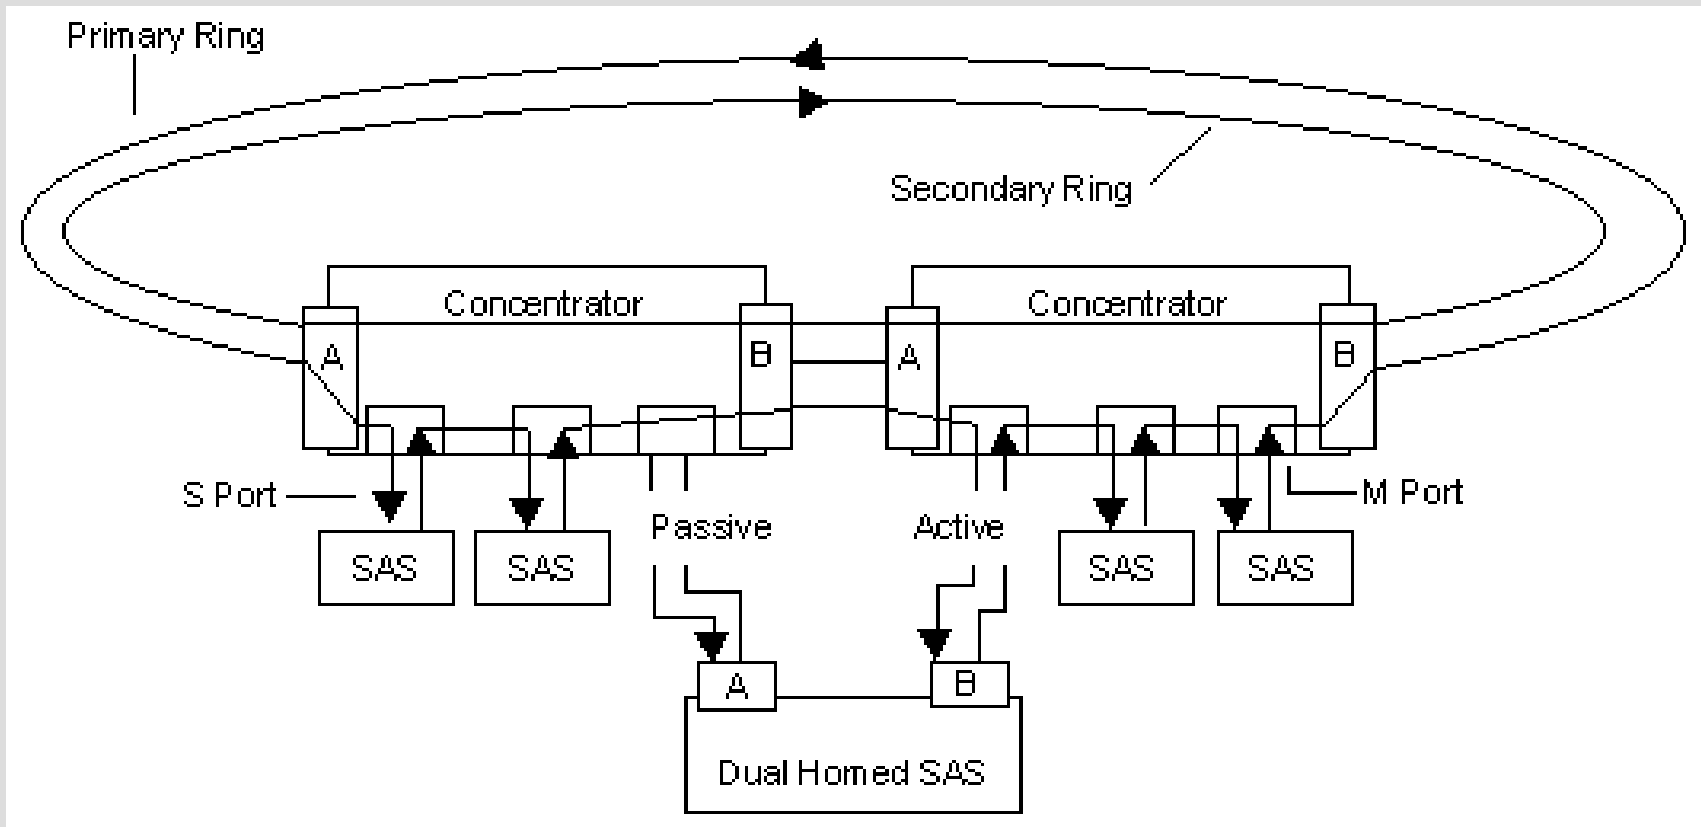 Primary Ring
Secondary Ring
Concentrator
Concentrator
A
B
A
B
S Port
M Port
Passive
Active
SAS
SAS
SAS
SAS
A
B
Dual Homed SAS